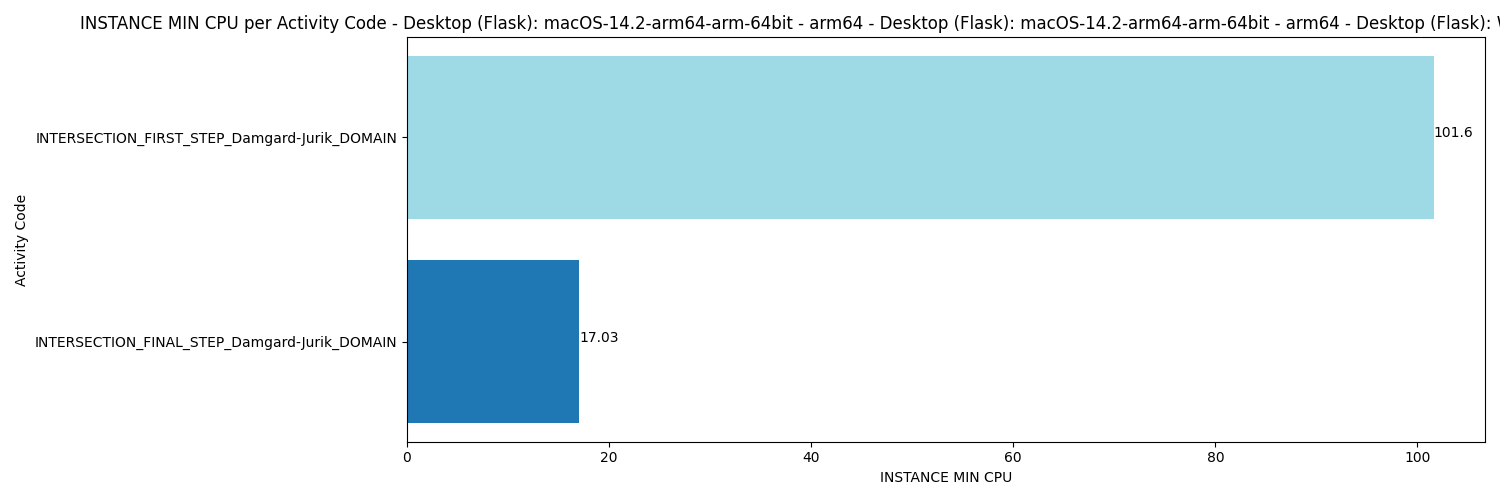 INSTANCE MIN CPU per Activity Code - Desktop (Flask): macOS-14.2-arm64-arm-64bit - arm64 - Desktop (Flask): macOS-14.2-arm64-arm-64bit - arm64 - Desktop (Flask):
INTERSECTION_FIRST_STEP_Damgard-Jurik_DOMAIN
101.6
Activity Code
INTERSECTION_FINAL_STEP_Damgard-Jurik_DOMAIN
17.03
0 20 40 60 80 100
INSTANCE MIN CPU